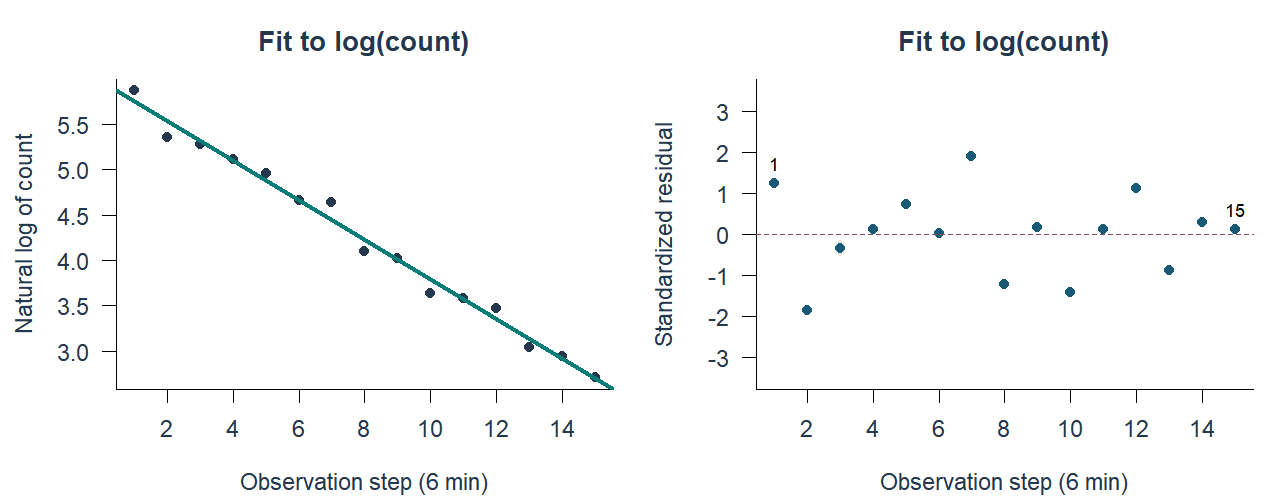 Fit to log(count)
Natural log of count
5.5
5.0
4.5
4.0
3.5
3.0
2 4 6 8 10 12 14
Observation step (6 min)
Fit to log(count)
Standardized residual
3
2
1
0
-1
-2
-3
1
15
2 4 6 8 10 12 14
Observation step (6 min)